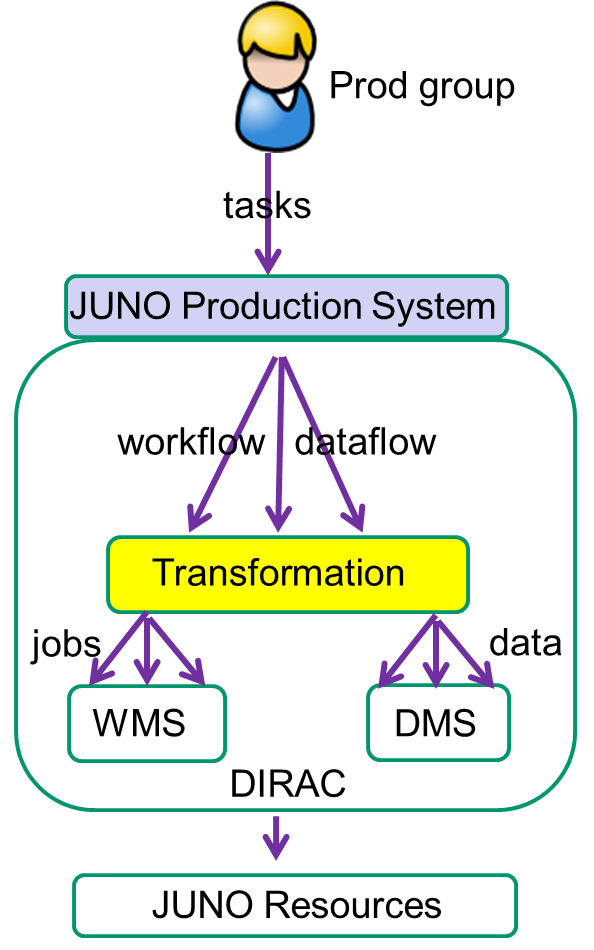 Prod group
tasks
JUNO Production System
workflow dataflow
Transformation
jobs data
WMS DMS
DIRAC
JUNO Resources